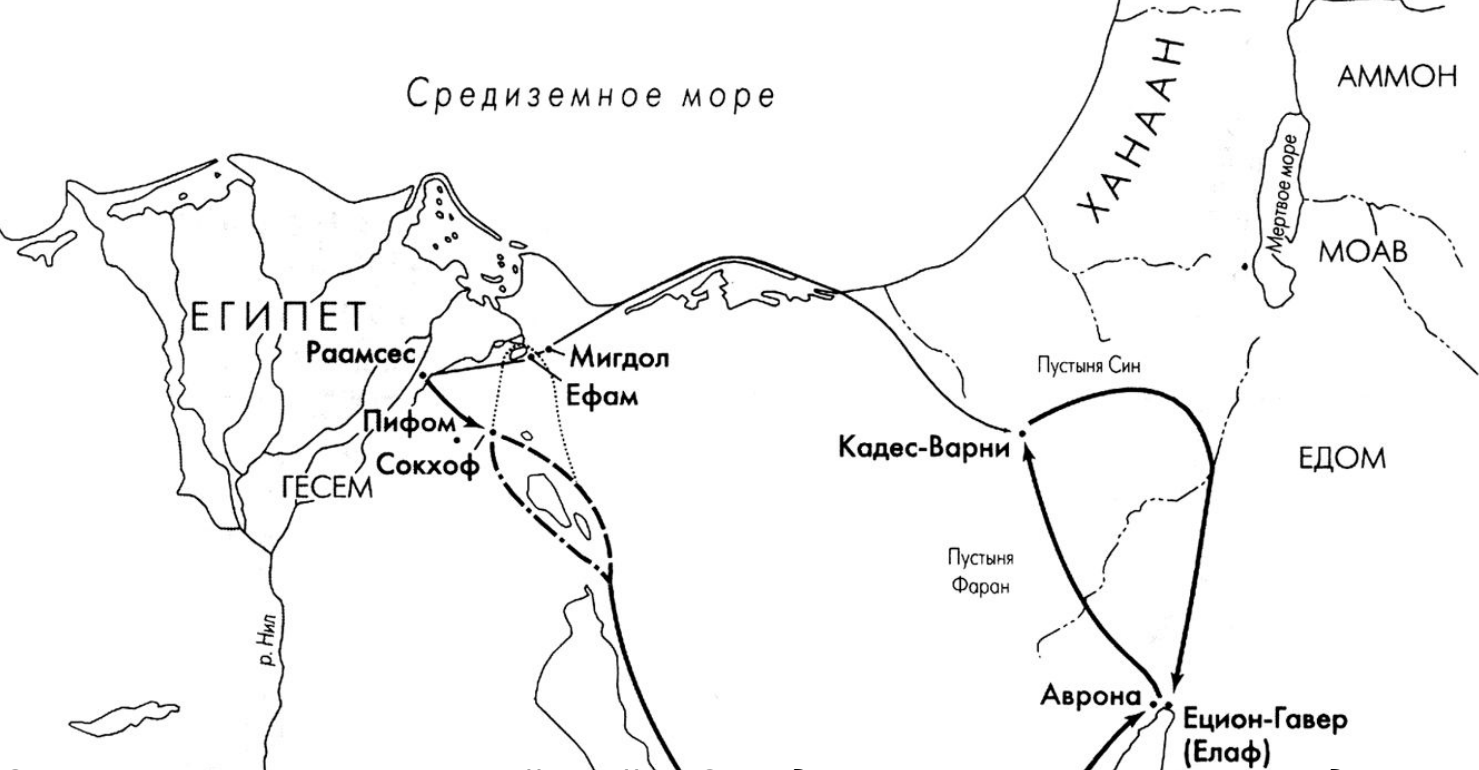 Средиземное море
ХАНААН
АММОН
Мертвое море
МОАВ
ЕГИПЕТ
Раамсес
Мигдол
Ефам
Пустыня Син
Пифом
Сокхоф
Кадес-Варни
ЕДОМ
ГЕСЕМ
Пустыня
Фаран
р. Нил
Аврона
Ецион-Гавер
(Елаф)